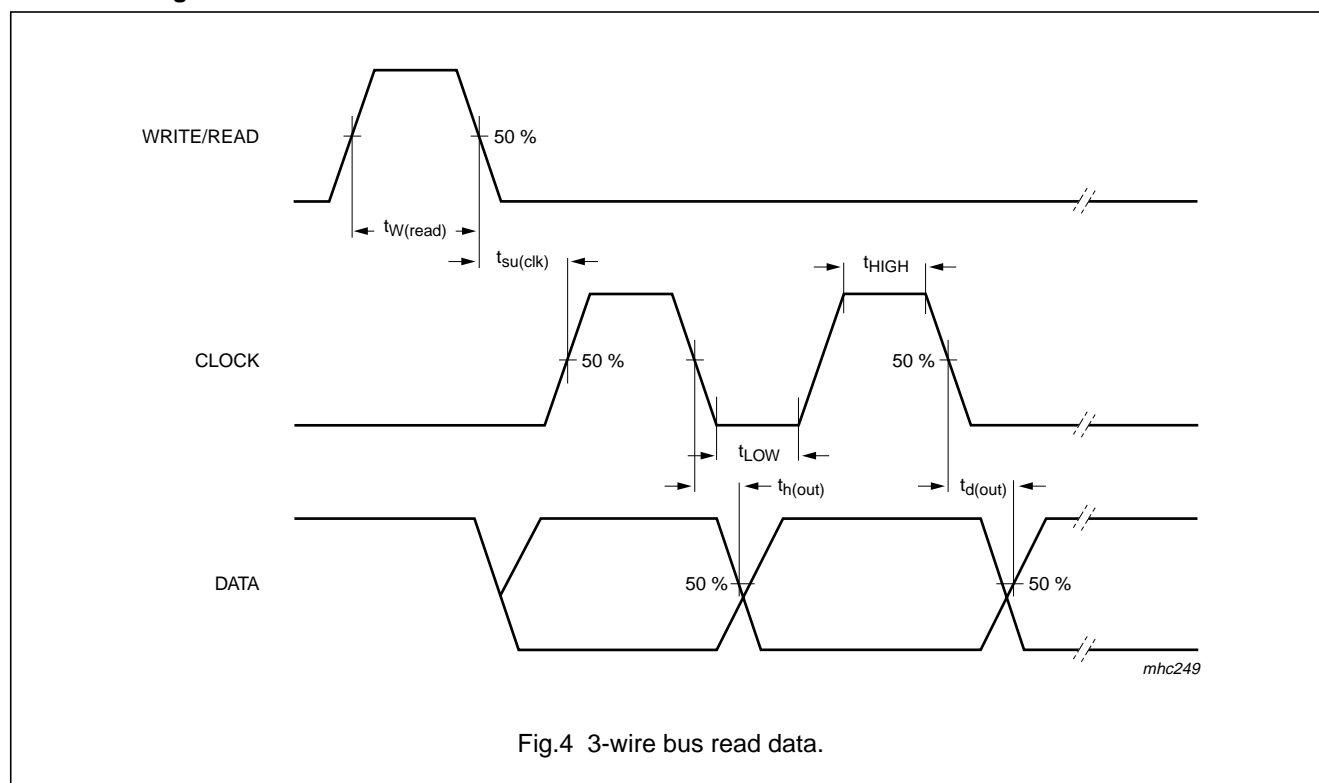 WRITE/READ
50 %
tW(read)
tsu(clk)
tHIGH
CLOCK
50 %
50 %
tLOW
th(out)
td(out)
DATA
50 %
50 %
mhc249
Fig.4 3-wire bus read data.